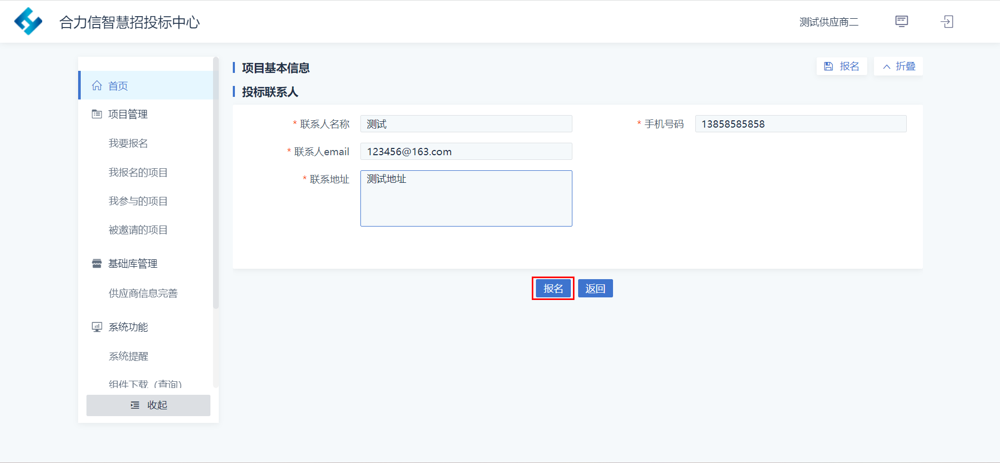 合力信智慧招投标中心
测试供应商二
首页
项目管理
我要报名
我报名的项目
我参与的项目
被邀请的项目
基础库管理
供应商信息完善
系统功能
系统提醒
组件下载（查询）
收起
项目基本信息
报名
折叠
投标联系人
* 联系人名称 测试
* 手机号码 13858585858
* 联系人email 123456@163.com
* 联系地址 测试地址
报名 返回